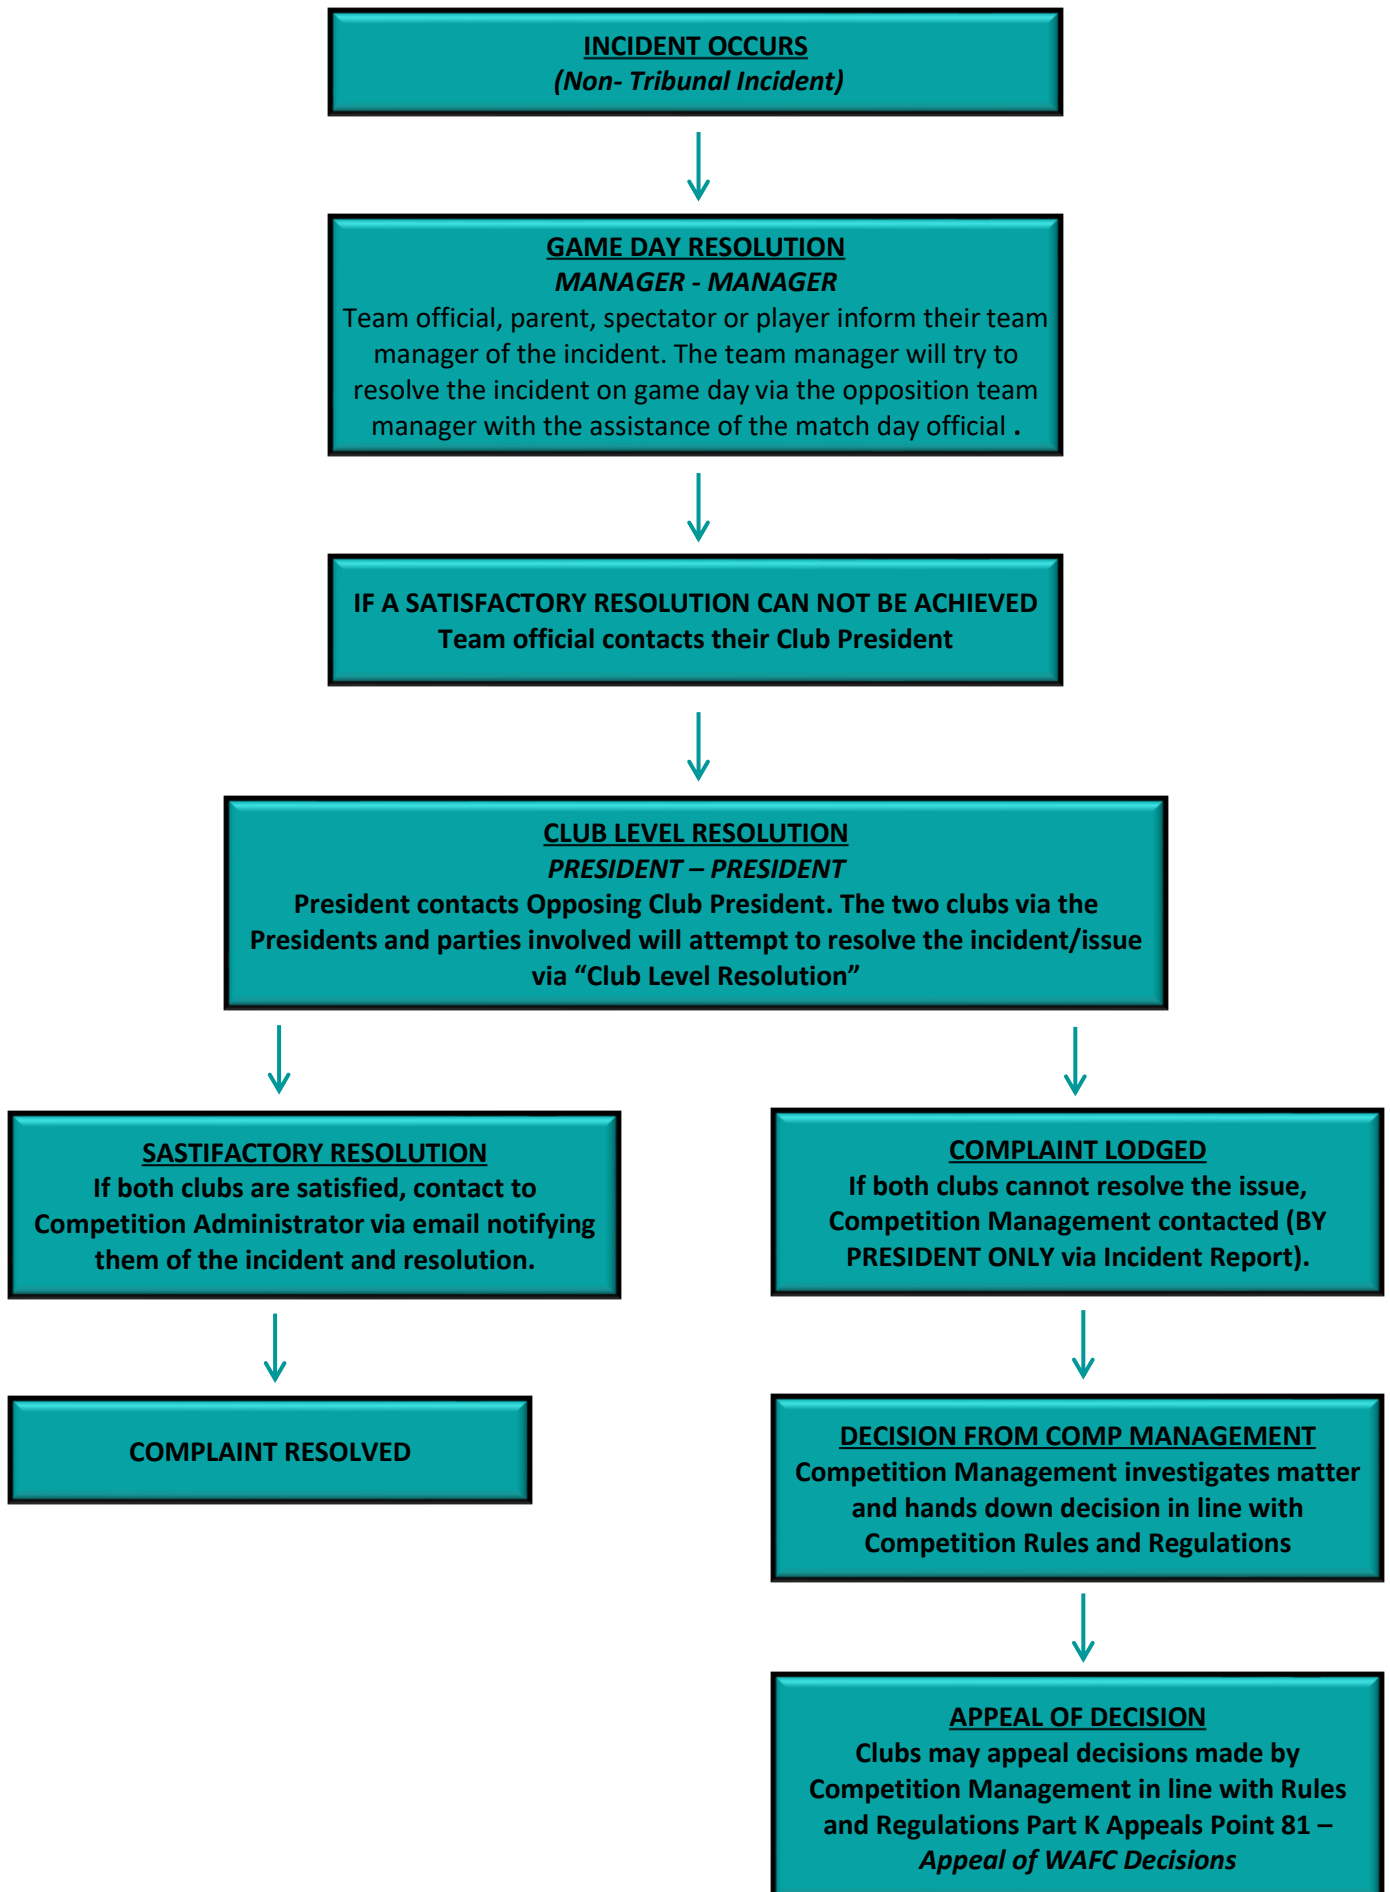 INCIDENT OCCURS
(Non- Tribunal Incident)
GAME DAY RESOLUTION
MANAGER - MANAGER
Team official, parent, spectator or player inform their team
manager of the incident. The team manager will try to
resolve the incident on game day via the opposition team
manager with the assistance of the match day official .
IF A SATISFACTORY RESOLUTION CAN NOT BE ACHIEVED
Team official contacts their Club President
CLUB LEVEL RESOLUTION
PRESIDENT – PRESIDENT
President contacts Opposing Club President. The two clubs via the
Presidents and parties involved will attempt to resolve the incident/issue
via “Club Level Resolution”
SASTIFACTORY RESOLUTION
If both clubs are satisfied, contact to
Competition Administrator via email notifying
them of the incident and resolution.
COMPLAINT RESOLVED
COMPLAINT LODGED
If both clubs cannot resolve the issue,
Competition Management contacted (BY
PRESIDENT ONLY via Incident Report).
DECISION FROM COMP MANAGEMENT
Competition Management investigates matter
and hands down decision in line with
Competition Rules and Regulations
APPEAL OF DECISION
Clubs may appeal decisions made by
Competition Management in line with Rules
and Regulations Part K Appeals Point 81 –
Appeal of WAFC Decisions